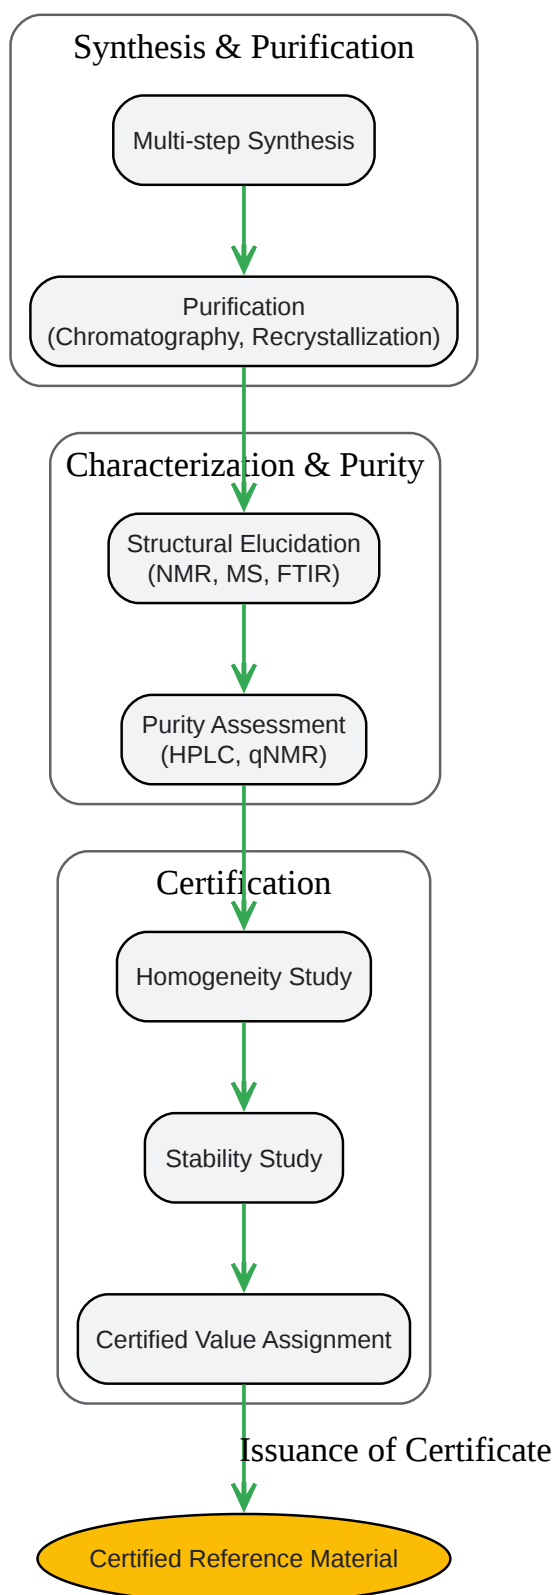 Synthesis & Purification
Multi-step Synthesis
Purification
(Chromatography, Recrystallization)
Characterization & Purity
Structural Elucidation
(NMR, MS, FTIR)
Purity Assessment
(HPLC, qNMR)
Certification
Homogeneity Study
Stability Study
Certified Value Assignment
Issuance of Certificate
Certified Reference Material